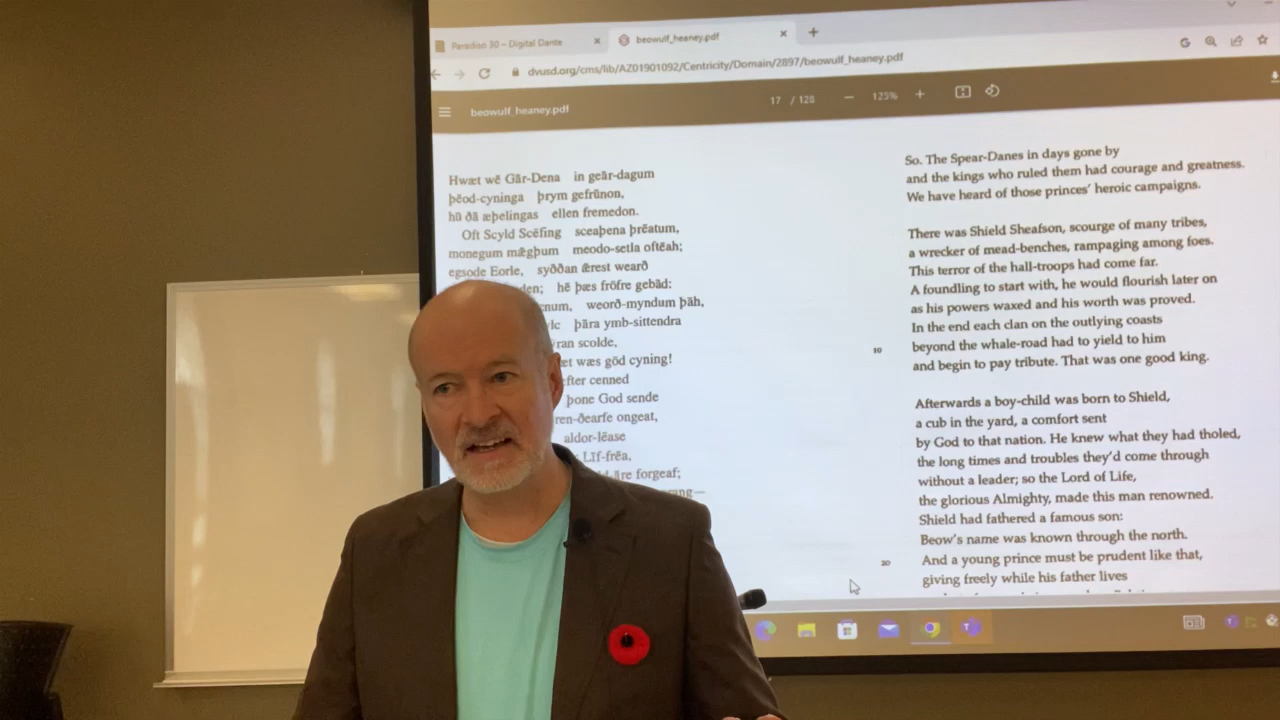 Paradiso 30 – Digital Dante
beowulf_heaney.pdf
dvusd.org/cms/lib/AZ01901092/Centricity/Domain/2897/beowulf_heaney.pdf
beowulf_heaney.pdf
17 / 128
125%
Hwæt wē Gār-Dena in geār-dagum
þēod-cyninga þrym gefrūnon,
hū ðā æþelingas ellen fremedon.
Oft Scyld Scēfing sceaþena þrēatum,
monegum mǣgþum meodo-setla oftēah;
egsode Eorle, syððan ǣrest wearð
den; hē þæs frōfre gebād:
cnum, weorð-myndum þāh,
ylc þāra ymb-sittendra
ran scolde,
æt wæs gōd cyning!
fter cenned
þone God sende
ren-ðearfe ongeat,
aldor-lēase
Līf-frēa,
āre forgeaf;
ang—
So. The Spear-Danes in days gone by
and the kings who ruled them had courage and greatness.
We have heard of those princes' heroic campaigns.
There was Shield Sheafson, scourge of many tribes,
a wrecker of mead-benches, rampaging among foes.
This terror of the hall-troops had come far.
A foundling to start with, he would flourish later on
as his powers waxed and his worth was proved.
In the end each clan on the outlying coasts
10 beyond the whale-road had to yield to him
and begin to pay tribute. That was one good king.
Afterwards a boy-child was born to Shield,
a cub in the yard, a comfort sent
by God to that nation. He knew what they had tholed,
the long times and troubles they'd come through
without a leader; so the Lord of Life,
the glorious Almighty, made this man renowned.
Shield had fathered a famous son:
Beow's name was known through the north.
20 And a young prince must be prudent like that,
giving freely while his father lives